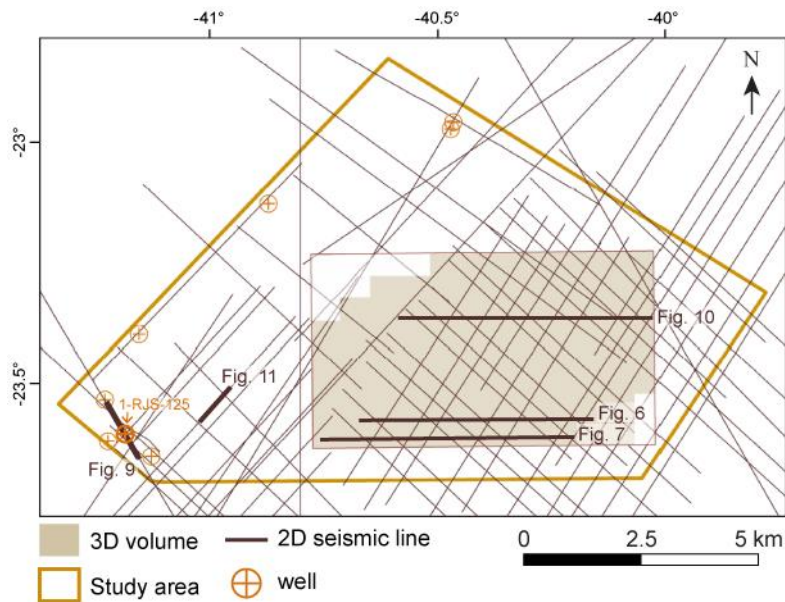 -41° -40.5° -40°
N
-23°
Fig. 10
Fig. 11
-23.5°
1-RJS-125
Fig. 6
Fig. 7
Fig. 9
3D volume 2D seismic line 0 2.5 5 km
Study area well